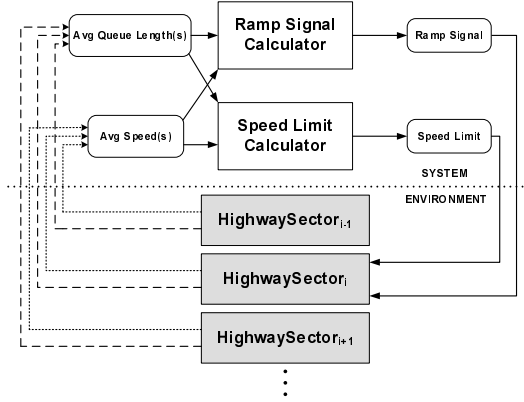 Avg Queue Length(s)
Ramp Signal
Calculator
Ramp Signal
Avg Speed(s)
Speed Limit
Calculator
Speed Limit
SYSTEM
ENVIRONMENT
HighwaySectori-1
HighwaySectori
HighwaySectori+1